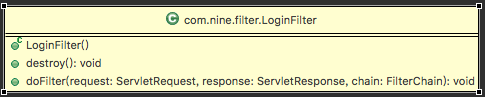 com.nine.filter.LoginFilter
LoginFilter()
destroy(): void
doFilter(request: ServletRequest, response: ServletResponse, chain: FilterChain): void